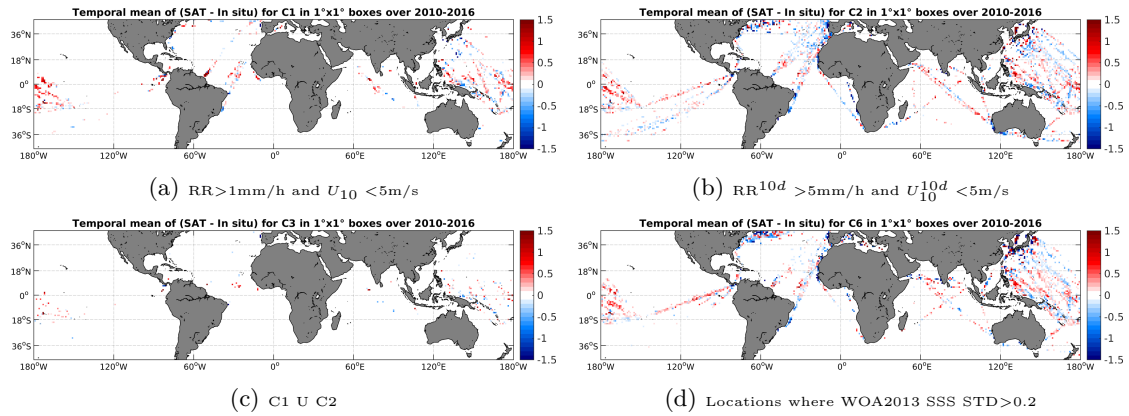 Temporal mean of (SAT - In situ) for C1 in 1°x1° boxes over 2010-2016
36°N
18°N
0°
18°S
36°S
180°W 120°W 60°W 0° 60°E 120°E 180°W
1.5
1
0.5
0
-0.5
-1
-1.5
(a) RR>1mm/h and U10 <5m/s
Temporal mean of (SAT - In situ) for C2 in 1°x1° boxes over 2010-2016
36°N
18°N
0°
18°S
36°S
180°W 120°W 60°W 0° 60°E 120°E 180°W
1.5
1
0.5
0
-0.5
-1
-1.5
(b) RR^10d >5mm/h and U10^10d <5m/s
Temporal mean of (SAT - In situ) for C3 in 1°x1° boxes over 2010-2016
36°N
18°N
0°
18°S
36°S
180°W 120°W 60°W 0° 60°E 120°E 180°W
1.5
1
0.5
0
-0.5
-1
-1.5
(c) C1 U C2
Temporal mean of (SAT - In situ) for C6 in 1°x1° boxes over 2010-2016
36°N
18°N
0°
18°S
36°S
180°W 120°W 60°W 0° 60°E 120°E 180°W
1.5
1
0.5
0
-0.5
-1
-1.5
(d) Locations where WOA2013 SSS STD>0.2